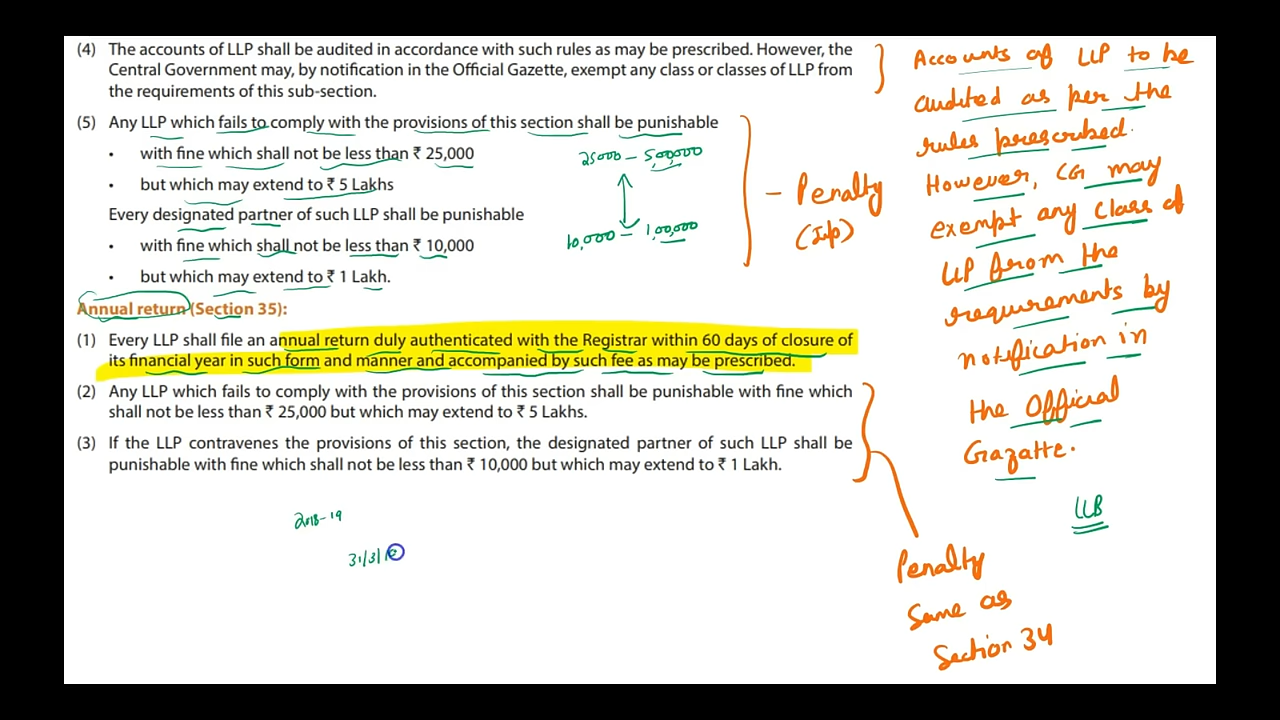 (4) The accounts of LLP shall be audited in accordance with such rules as may be prescribed. However, the
Central Government may, by notification in the Official Gazette, exempt any class or classes of LLP from
the requirements of this sub-section.
(5) Any LLP which fails to comply with the provisions of this section shall be punishable
• with fine which shall not be less than ₹ 25,000
• but which may extend to ₹ 5 Lakhs
Every designated partner of such LLP shall be punishable
• with fine which shall not be less than ₹ 10,000
• but which may extend to ₹ 1 Lakh.
25000 – 5,00,000
10,000 – 1,00,000
– Penalty
(Imp)
Accounts of LLP to be
audited as per the
rules prescribed.
However, CG may
exempt any class of
LLP from the
requirements by
notification in
the Official
Gazatte.
LLB
Annual return (Section 35):
(1) Every LLP shall file an annual return duly authenticated with the Registrar within 60 days of closure of
its financial year in such form and manner and accompanied by such fee as may be prescribed.
(2) Any LLP which fails to comply with the provisions of this section shall be punishable with fine which
shall not be less than ₹ 25,000 but which may extend to ₹ 5 Lakhs.
(3) If the LLP contravenes the provisions of this section, the designated partner of such LLP shall be
punishable with fine which shall not be less than ₹ 10,000 but which may extend to ₹ 1 Lakh.
2018-19
31/3/
Penalty
Same as
Section 34